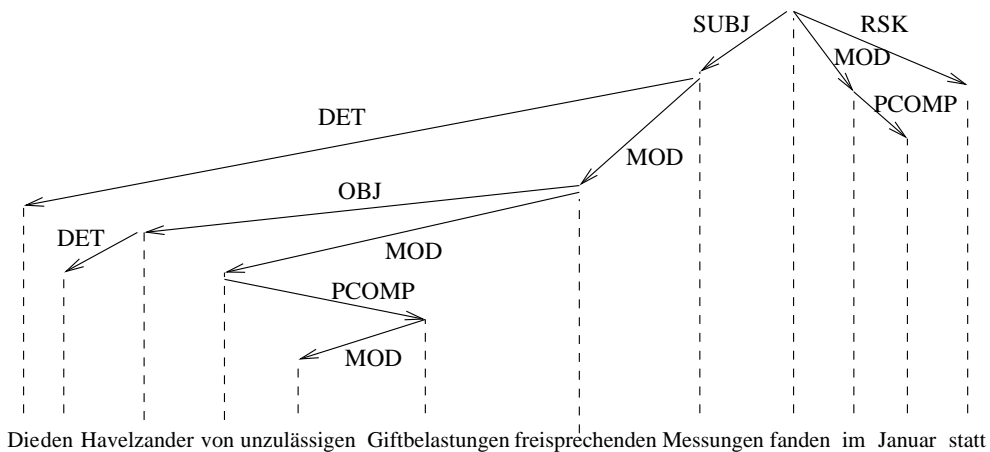 SUBJ RSK
MOD
PCOMP
DET
MOD
OBJ
DET
MOD
PCOMP
MOD
Dieden Havelzander von unzulässigen Giftbelastungen freisprechenden Messungen fanden im Januar statt